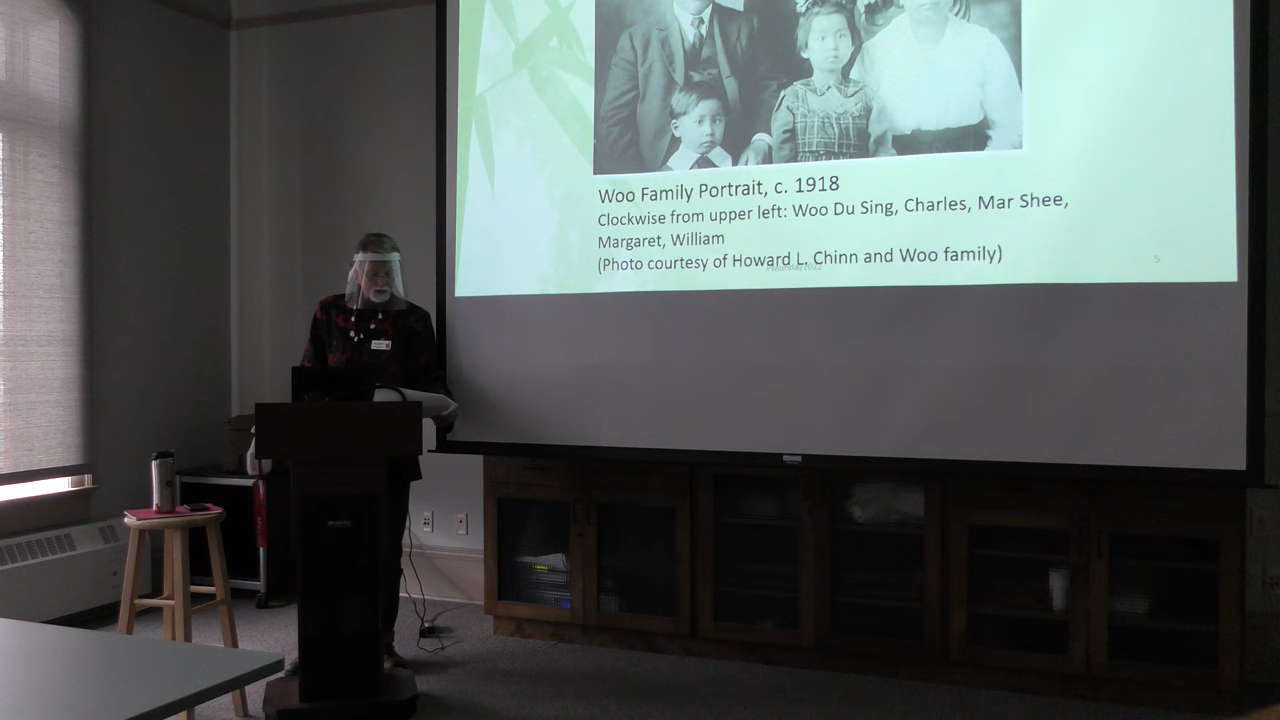 Woo Family Portrait, c. 1918
Clockwise from upper left: Woo Du Sing, Charles, Mar Shee,
Margaret, William
(Photo courtesy of Howard L. Chinn and Woo family)
5